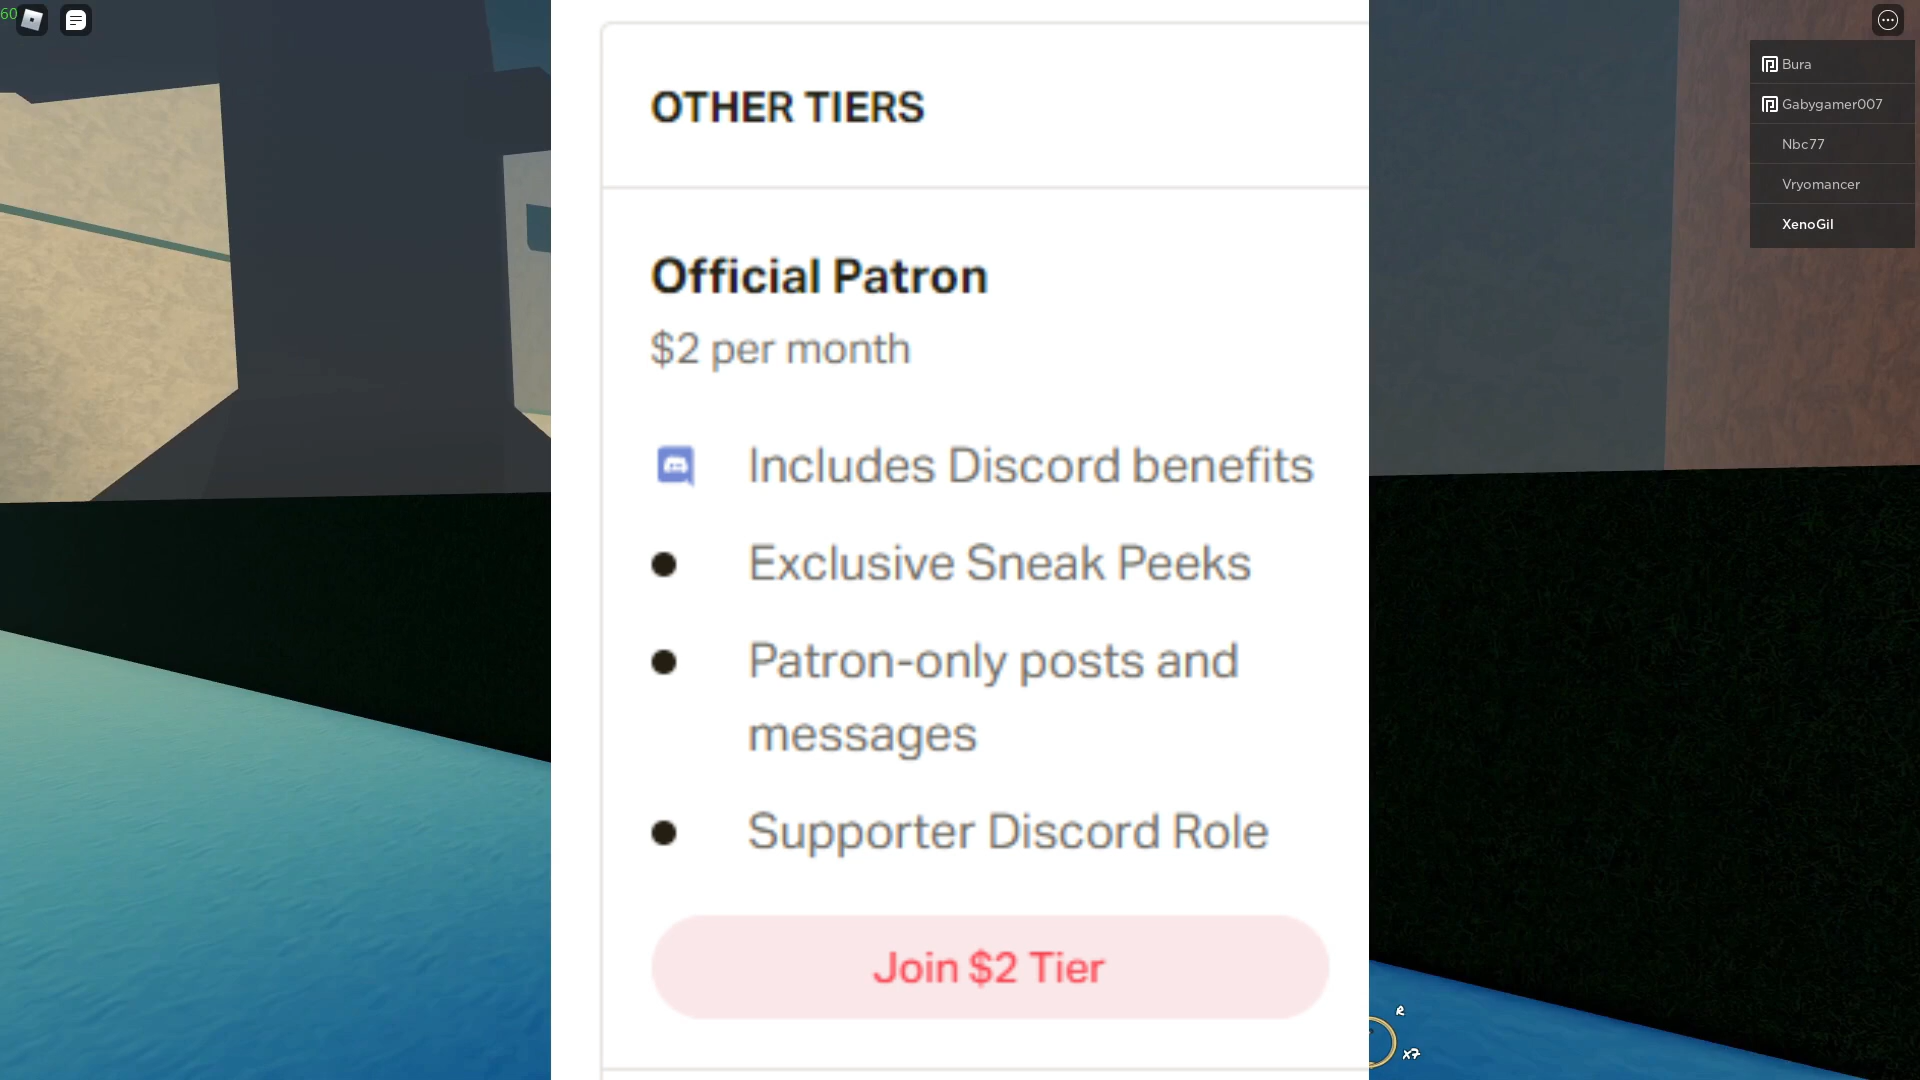 60
OTHER TIERS
Official Patron
$2 per month
Includes Discord benefits
Exclusive Sneak Peeks
Patron-only posts and
messages
Supporter Discord Role
Join $2 Tier
Bura
Gabygamer007
Nbc77
Vryomancer
XenoGil
R
x7